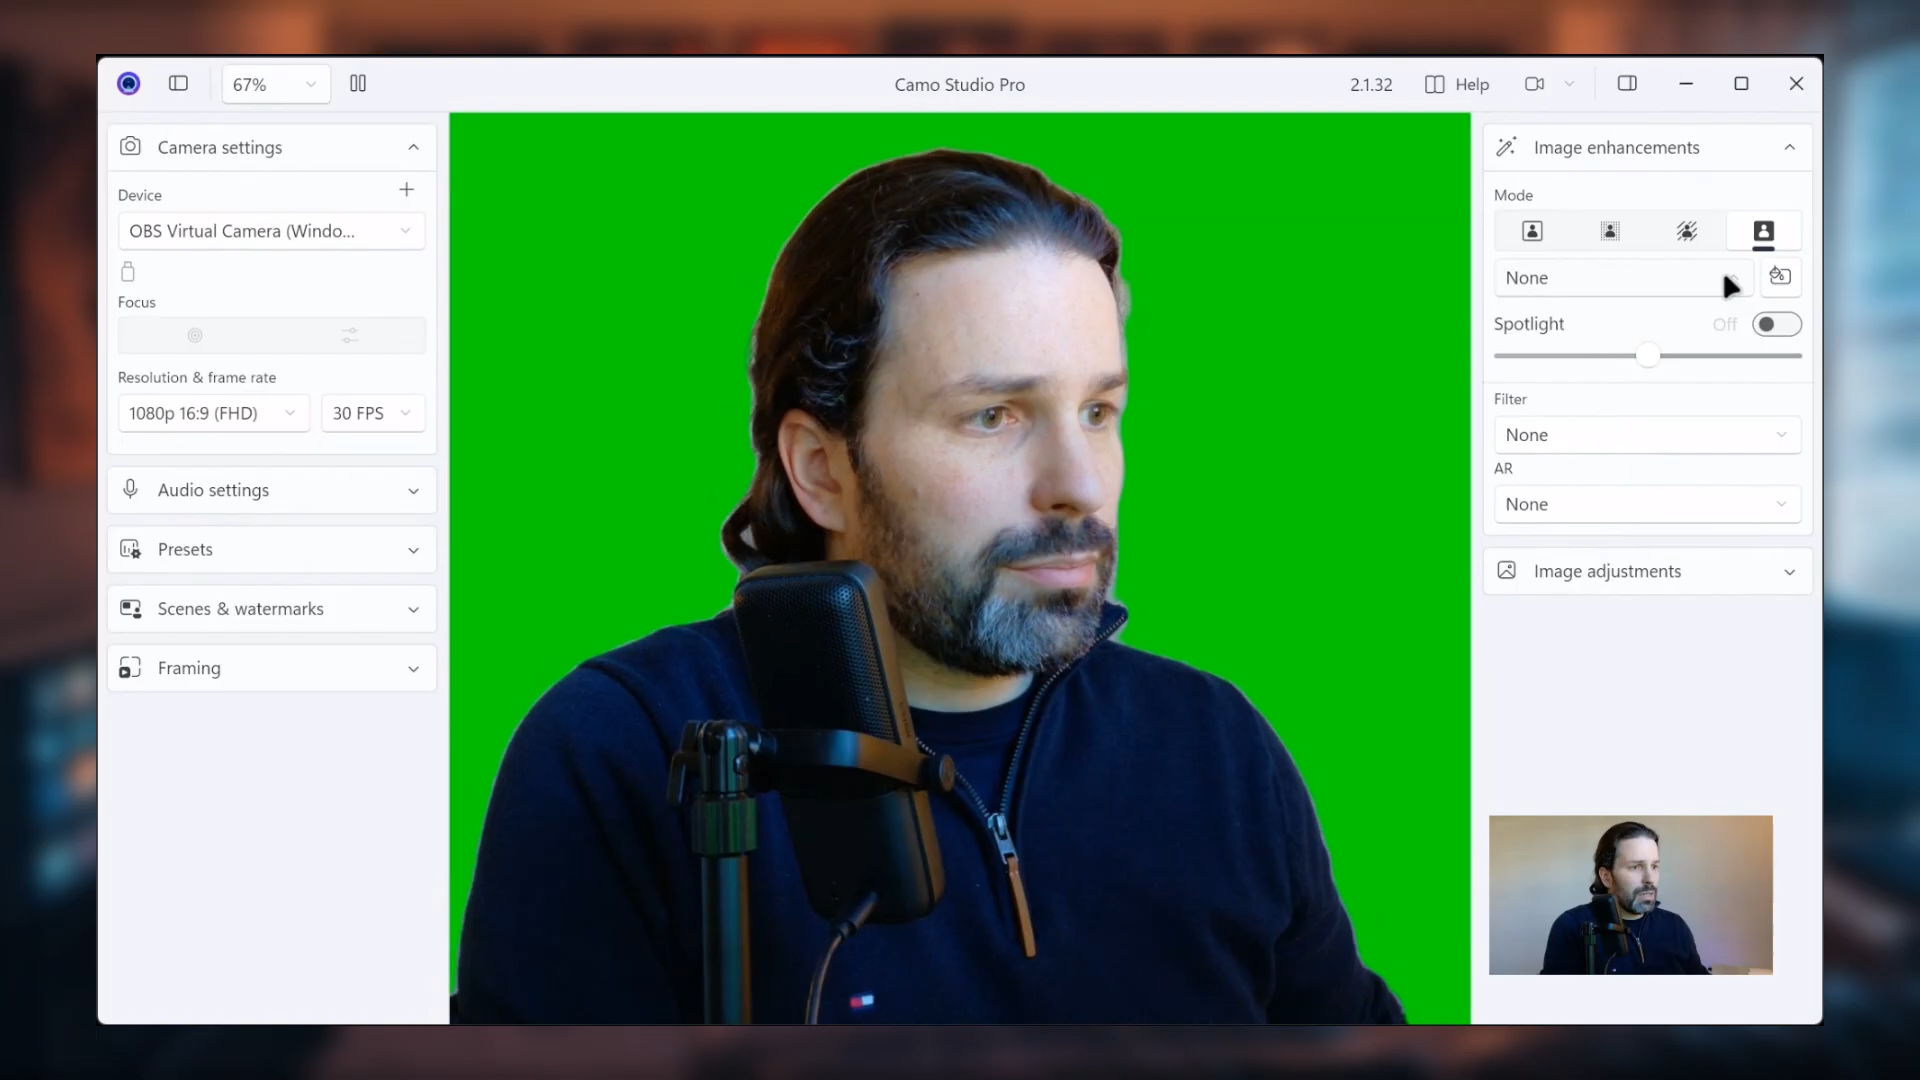 67%
Camo Studio Pro
2.1.32
Help
Camera settings
Device
OBS Virtual Camera (Windo...
Focus
Resolution & frame rate
1080p 16:9 (FHD)
30 FPS
Audio settings
Presets
Scenes & watermarks
Framing
Image enhancements
Mode
None
Spotlight
Off
Filter
None
AR
None
Image adjustments